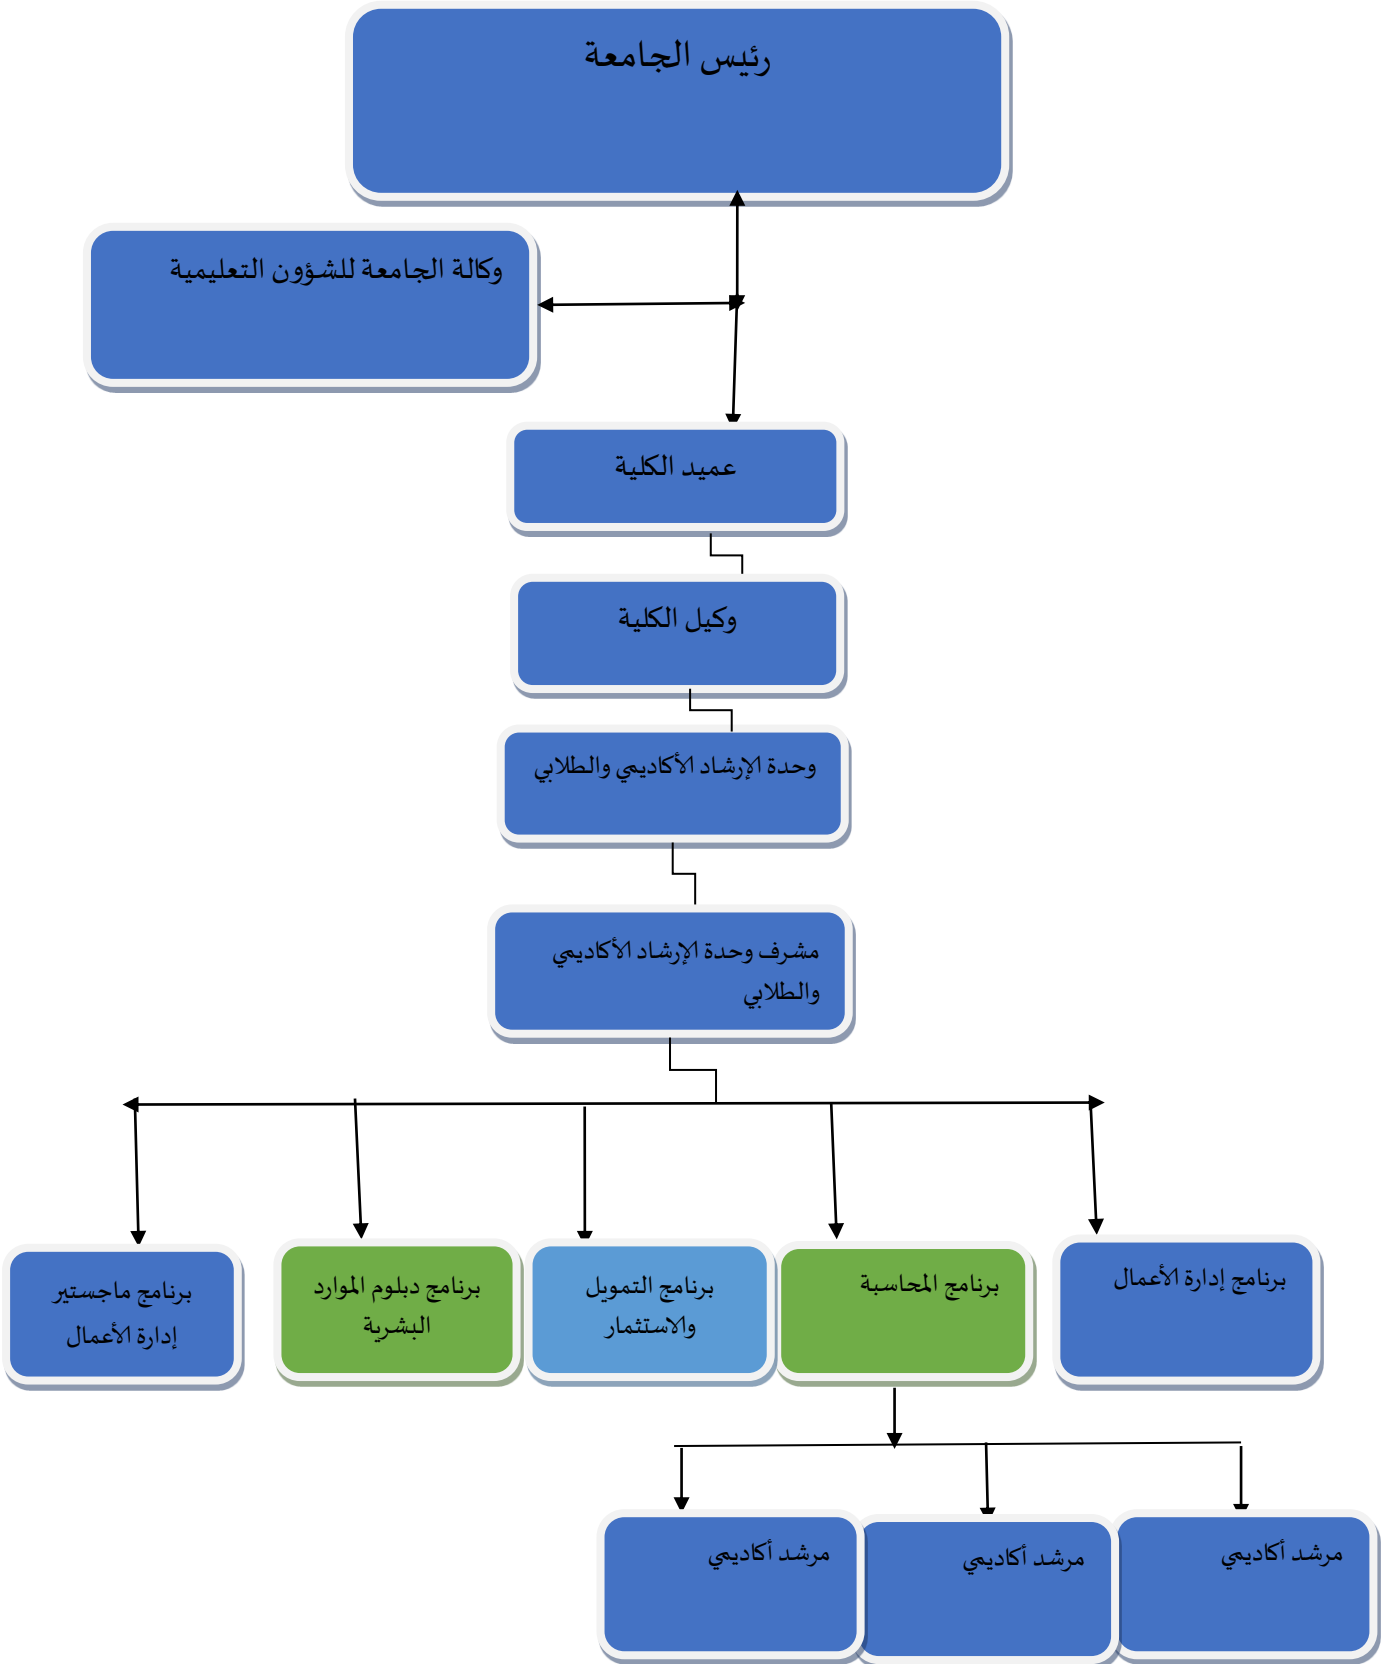 رئيس الجامعة
وكالة الجامعة للشؤون التعليمية
عميد الكلية
وكيل الكلية
وحدة الإرشاد الأكاديمي والطلابي
مشرف وحدة الإرشاد الأكاديمي
والطلابي
برنامج إدارة الأعمال
برنامج المحاسبة
برنامج التمويل
والاستثمار
برنامج دبلوم الموارد
البشرية
برنامج ماجستير
إدارة الأعمال
مرشد أكاديمي
مرشد أكاديمي
مرشد أكاديمي